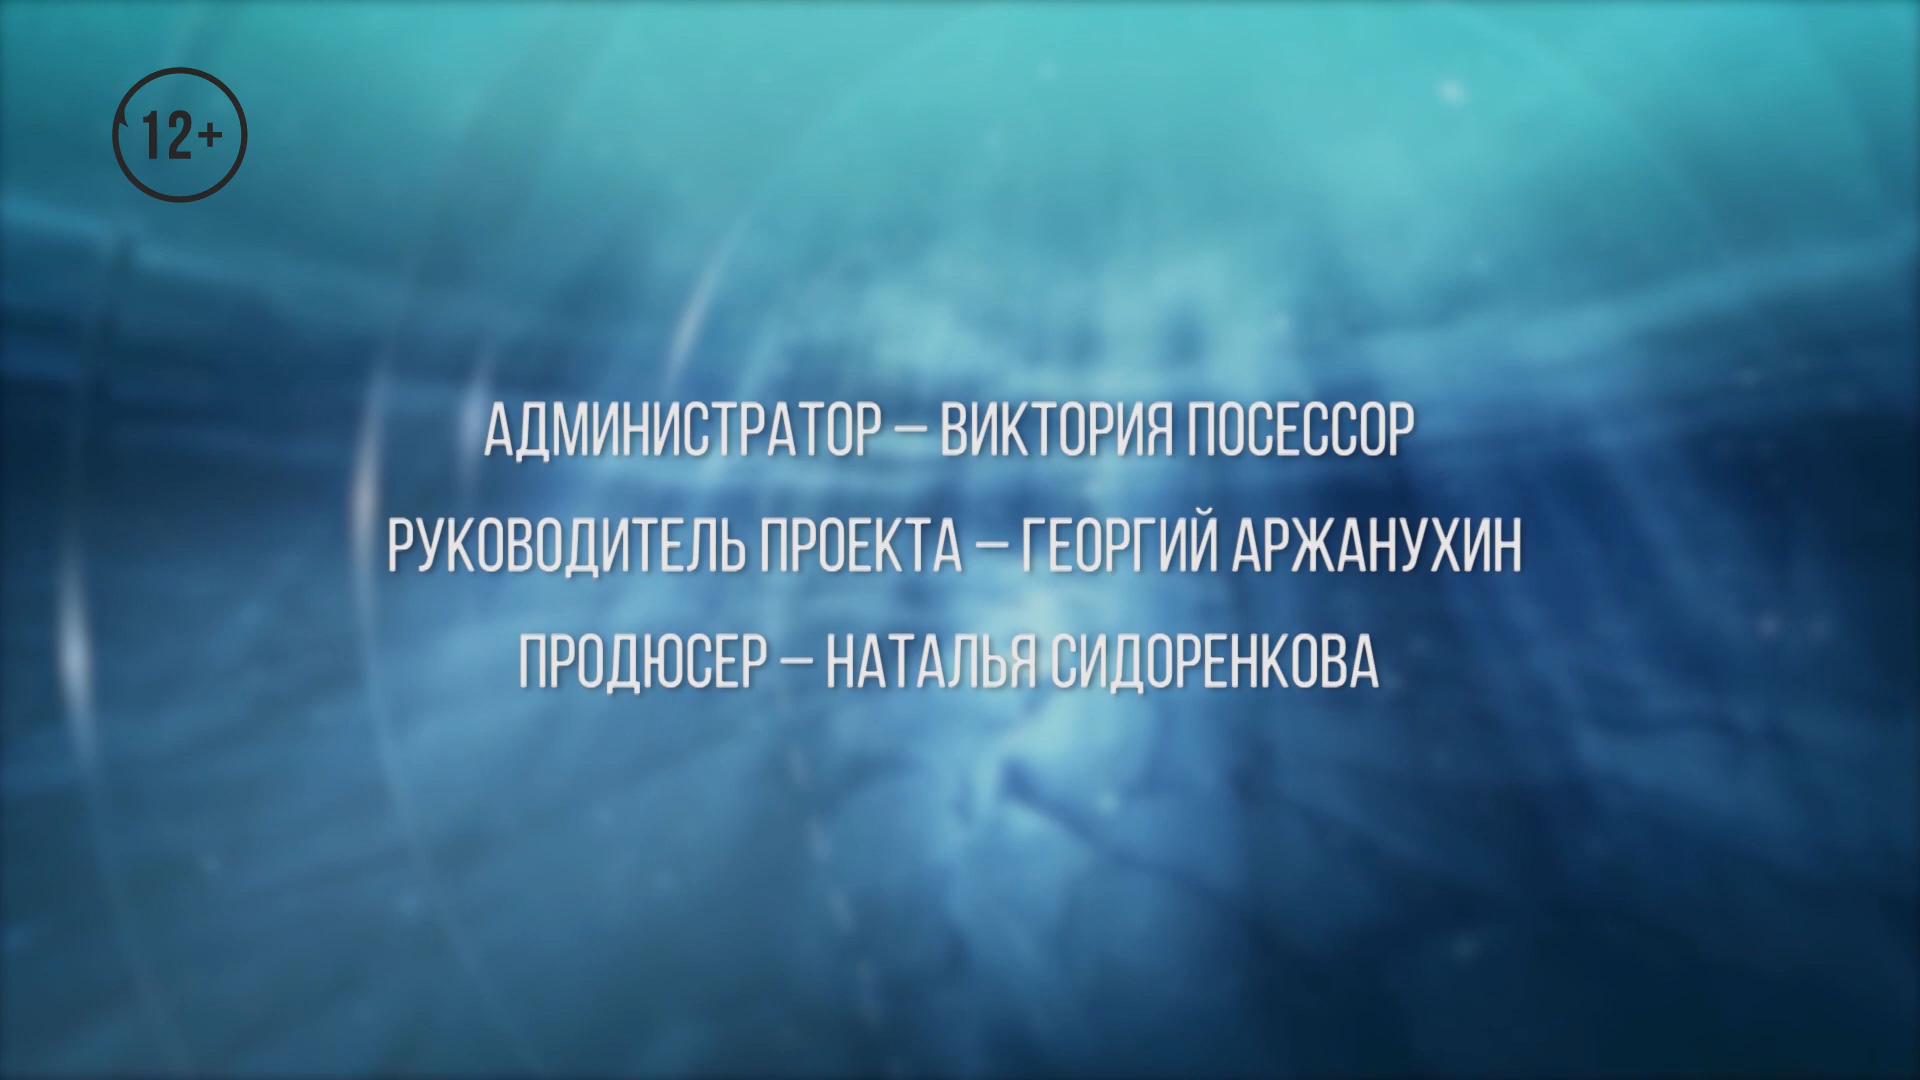 12+
АДМИНИСТРАТОР – ВИКТОРИЯ ПОСЕССОР
РУКОВОДИТЕЛЬ ПРОЕКТА – ГЕОРГИЙ АРЖАНУХИН
ПРОДЮСЕР – НАТАЛЬЯ СИДОРЕНКОВА